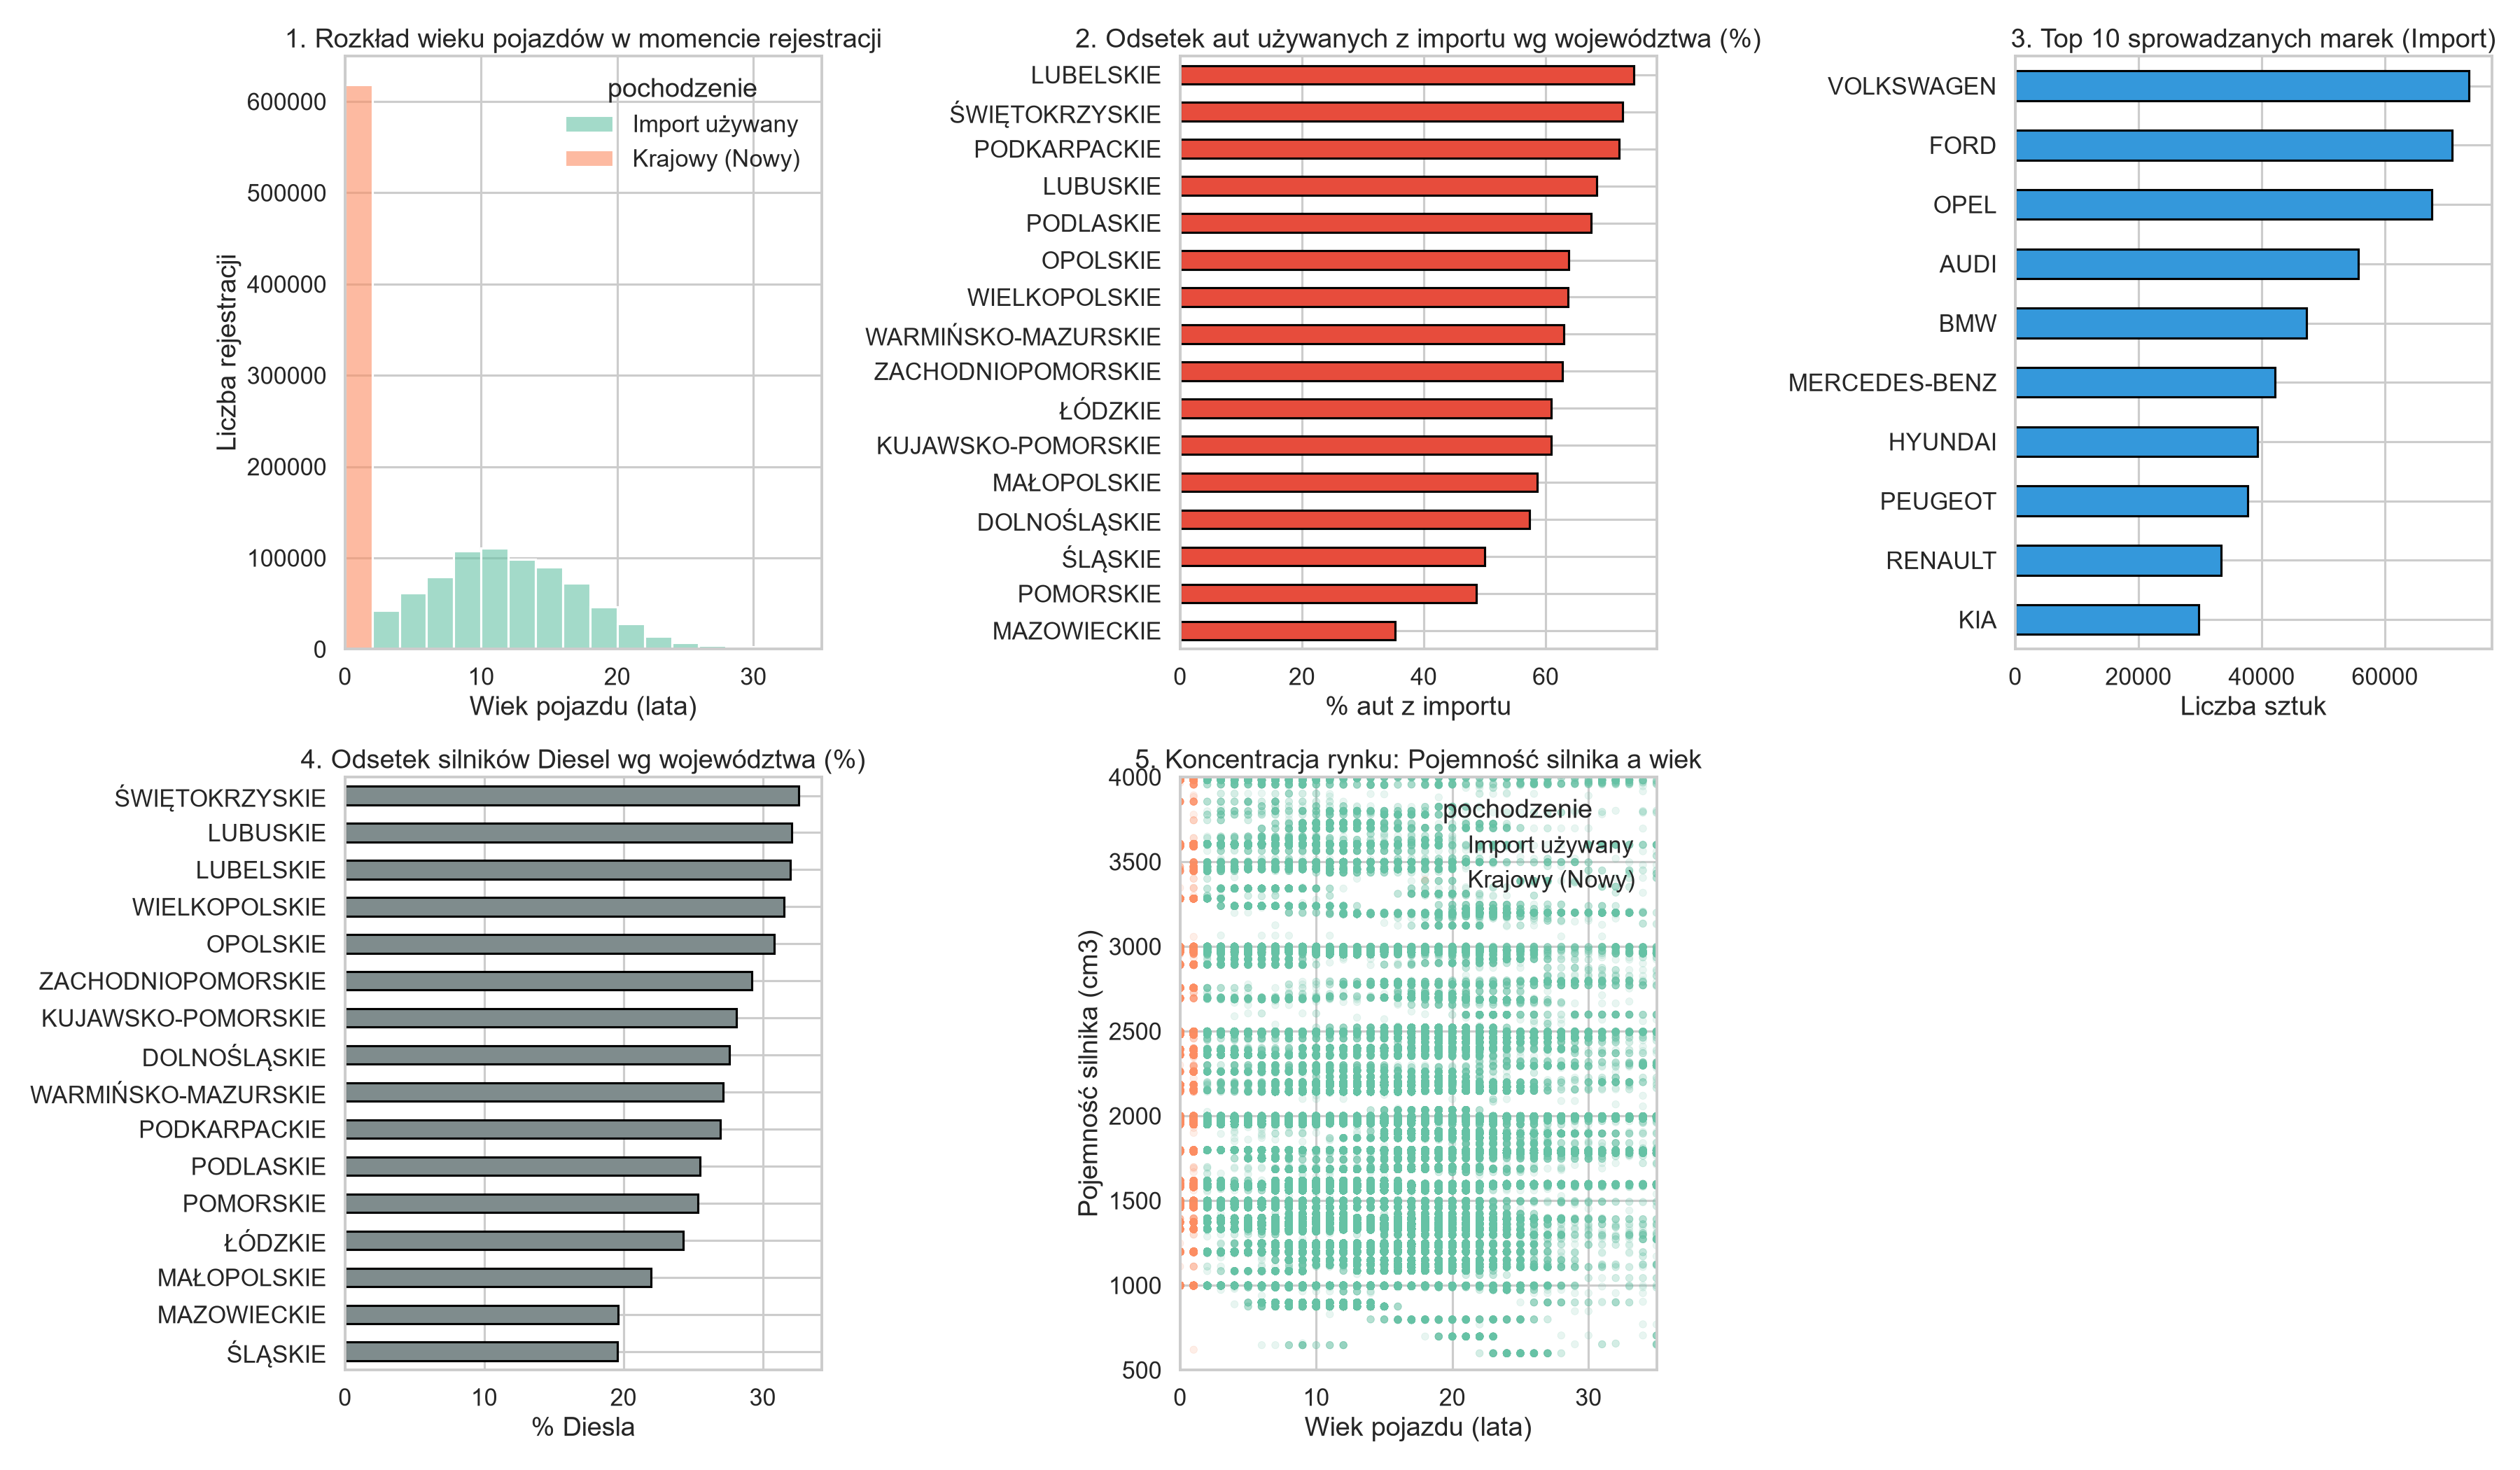 1. Rozkład wieku pojazdów w momencie rejestracji
Liczba rejestracji
600000
500000
400000
300000
200000
100000
0
pochodzenie
Import używany
Krajowy (Nowy)
0 10 20 30
Wiek pojazdu (lata)
2. Odsetek aut używanych z importu wg województwa (%)
LUBELSKIE
ŚWIĘTOKRZYSKIE
PODKARPACKIE
LUBUSKIE
PODLASKIE
OPOLSKIE
WIELKOPOLSKIE
WARMIŃSKO-MAZURSKIE
ZACHODNIOPOMORSKIE
ŁÓDZKIE
KUJAWSKO-POMORSKIE
MAŁOPOLSKIE
DOLNOŚLĄSKIE
ŚLĄSKIE
POMORSKIE
MAZOWIECKIE
0 20 40 60
% aut z importu
3. Top 10 sprowadzanych marek (Import)
VOLKSWAGEN
FORD
OPEL
AUDI
BMW
MERCEDES-BENZ
HYUNDAI
PEUGEOT
RENAULT
KIA
0 20000 40000 60000
Liczba sztuk
4. Odsetek silników Diesel wg województwa (%)
ŚWIĘTOKRZYSKIE
LUBUSKIE
LUBELSKIE
WIELKOPOLSKIE
OPOLSKIE
ZACHODNIOPOMORSKIE
KUJAWSKO-POMORSKIE
DOLNOŚLĄSKIE
WARMIŃSKO-MAZURSKIE
PODKARPACKIE
PODLASKIE
POMORSKIE
ŁÓDZKIE
MAŁOPOLSKIE
MAZOWIECKIE
ŚLĄSKIE
0 10 20 30
% Diesla
5. Koncentracja rynku: Pojemność silnika a wiek
Pojemność silnika (cm3)
4000
3500
3000
2500
2000
1500
1000
500
pochodzenie
Import używany
Krajowy (Nowy)
0 10 20 30
Wiek pojazdu (lata)